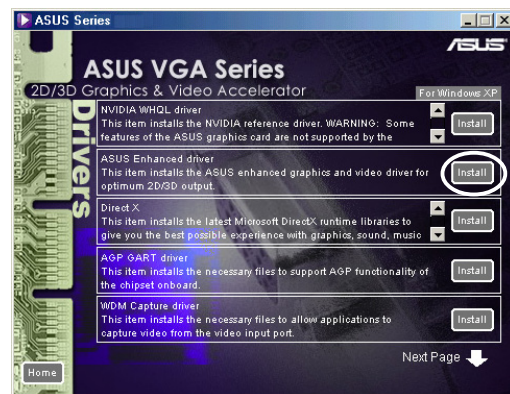 ASUS Series
ASUS
ASUS VGA Series
2D/3D Graphics & Video Accelerator
For Windows XP
Drivers
NVIDIA WHQL driver
This item installs the NVIDIA reference driver. WARNING: Some
features of the ASUS graphics card are not supported by the
Install
ASUS Enhanced driver
This item installs the ASUS enhanced graphics and video driver for
optimum 2D/3D output.
Install
Direct X
This item installs the latest Microsoft DirectX runtime libraries to
give you the best possible experience with graphics, sound, music
Install
AGP GART driver
This item installs the necessary files to support AGP functionality of
the chipset onboard.
Install
WDM Capture driver
This item installs the necessary files to allow applications to
capture video from the video input port.
Install
Next Page
Home